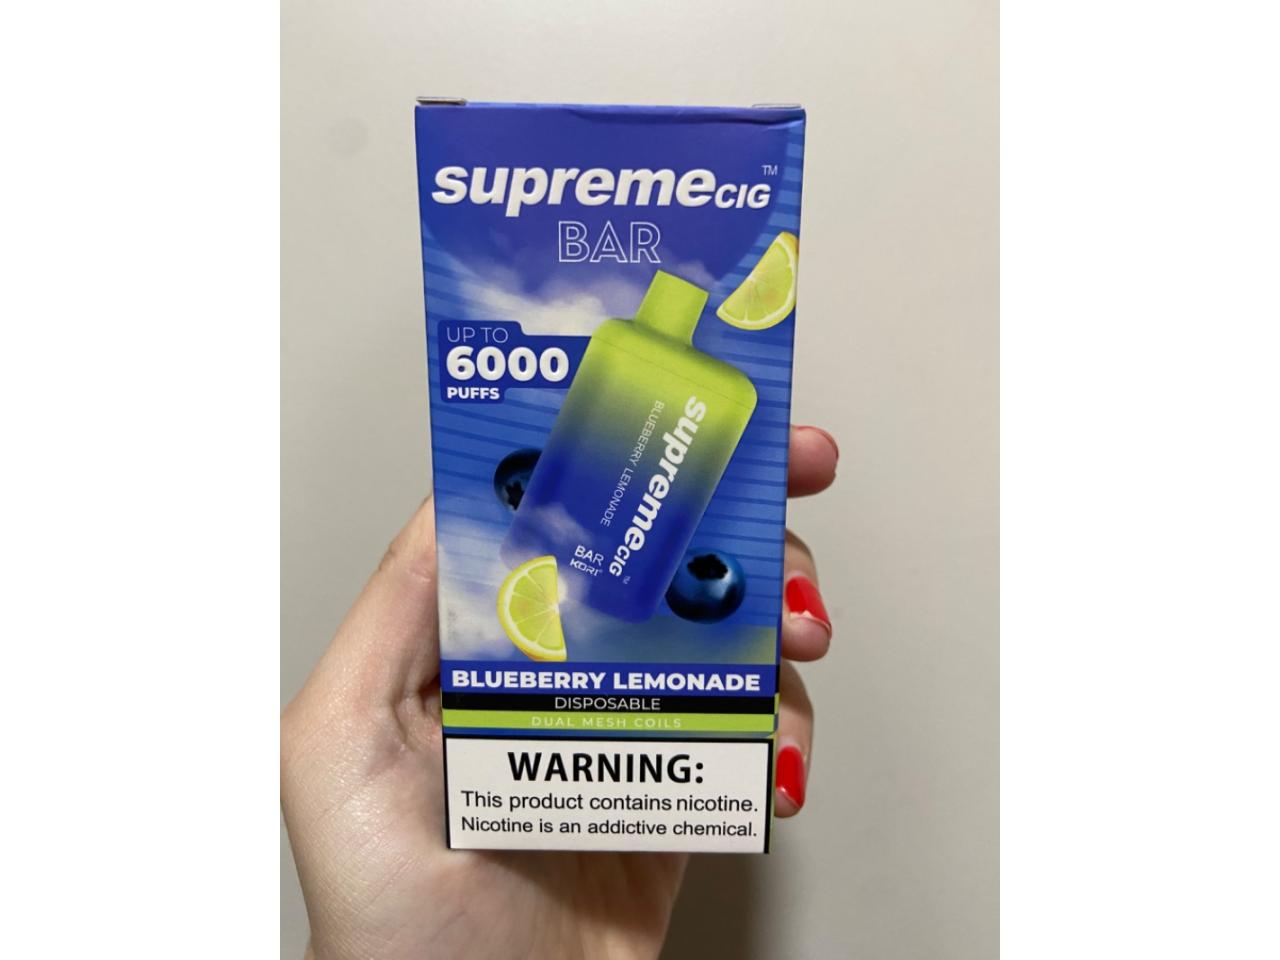 supremeCIG™
BAR
UP TO
6000
PUFFS
supremeCIG™
BLUEBERRY LEMONADE
BAR
KORI®
BLUEBERRY LEMONADE
DISPOSABLE
DUAL MESH COILS
WARNING:
This product contains nicotine.
Nicotine is an addictive chemical.